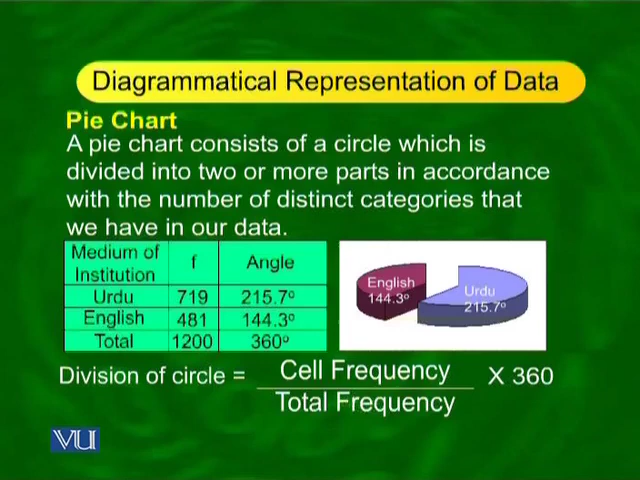 Diagrammatical Representation of Data
Pie Chart
A pie chart consists of a circle which is
divided into two or more parts in accordance
with the number of distinct categories that
we have in our data.
Medium of Institution f Angle
Urdu 719 215.7º
English 481 144.3º
Total 1200 360º
English
144.3º
Urdu
215.7º
Division of circle = Cell Frequency X 360
Total Frequency
VU